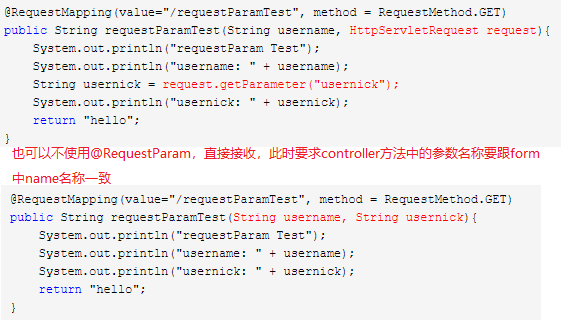 @RequestMapping(value="/requestParamTest", method = RequestMethod.GET)
public String requestParamTest(String username, HttpServletRequest request){
    System.out.println("requestParam Test");
    System.out.println("username: " + username);
    String usernick = request.getParameter("usernick");
    System.out.println("usernick: " + usernick);
    return "hello";
}
也可以不使用@RequestParam，直接接收，此时要求controller方法中的参数名称要跟form
中name名称一致
@RequestMapping(value="/requestParamTest", method = RequestMethod.GET)
public String requestParamTest(String username, String usernick){
    System.out.println("requestParam Test");
    System.out.println("username: " + username);
    System.out.println("usernick: " + usernick);
    return "hello";
}